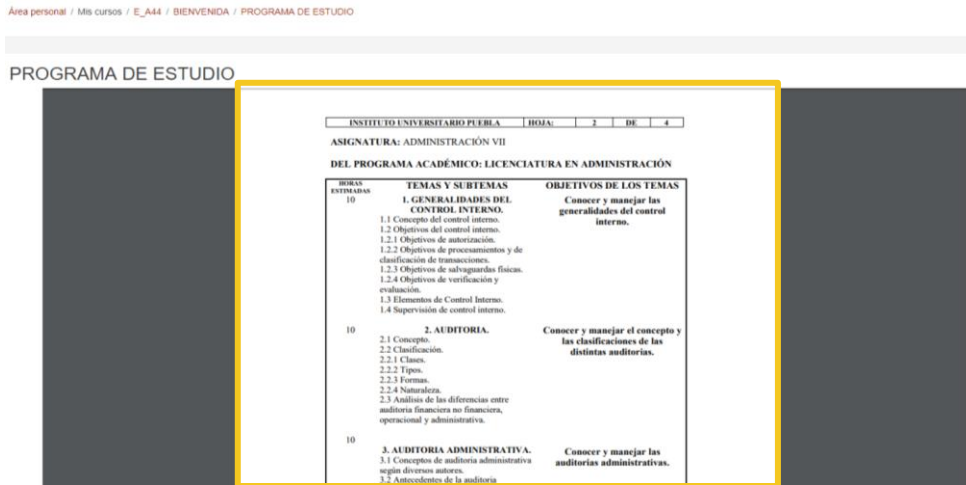 Área personal / Mis cursos / E_A44 / BIENVENIDA / PROGRAMA DE ESTUDIO
PROGRAMA DE ESTUDIO
INSTITUTO UNIVERSITARIO PUEBLA HOJA: 2 DE 4
ASIGNATURA: ADMINISTRACIÓN VII
DEL PROGRAMA ACADÉMICO: LICENCIATURA EN ADMINISTRACIÓN
HORAS ESTIMADAS
TEMAS Y SUBTEMAS
OBJETIVOS DE LOS TEMAS
10
1. GENERALIDADES DEL
CONTROL INTERNO.
1.1 Concepto del control interno.
1.2 Objetivos del control interno.
1.2.1 Objetivos de autorización.
1.2.2 Objetivos de procesamientos y de
clasificación de transacciones.
1.2.3 Objetivos de salvaguardas físicas.
1.2.4 Objetivos de verificación y
evaluación.
1.3 Elementos de Control Interno.
1.4 Supervisión de control interno.
Conocer y manejar las
generalidades del control
interno.
10
2. AUDITORIA.
2.1 Concepto.
2.2 Clasificación.
2.2.1 Clases.
2.2.2 Tipos.
2.2.3 Formas.
2.2.4 Naturaleza.
2.3 Análisis de las diferencias entre
auditoria financiera no financiera,
operacional y administrativa.
Conocer y manejar el concepto y
las clasificaciones de las
distintas auditorias.
10
3. AUDITORIA ADMINISTRATIVA.
3.1 Conceptos de auditoria administrativa
según diversos autores.
3.2 Antecedentes de la auditoria
Conocer y manejar las
auditorias administrativas.